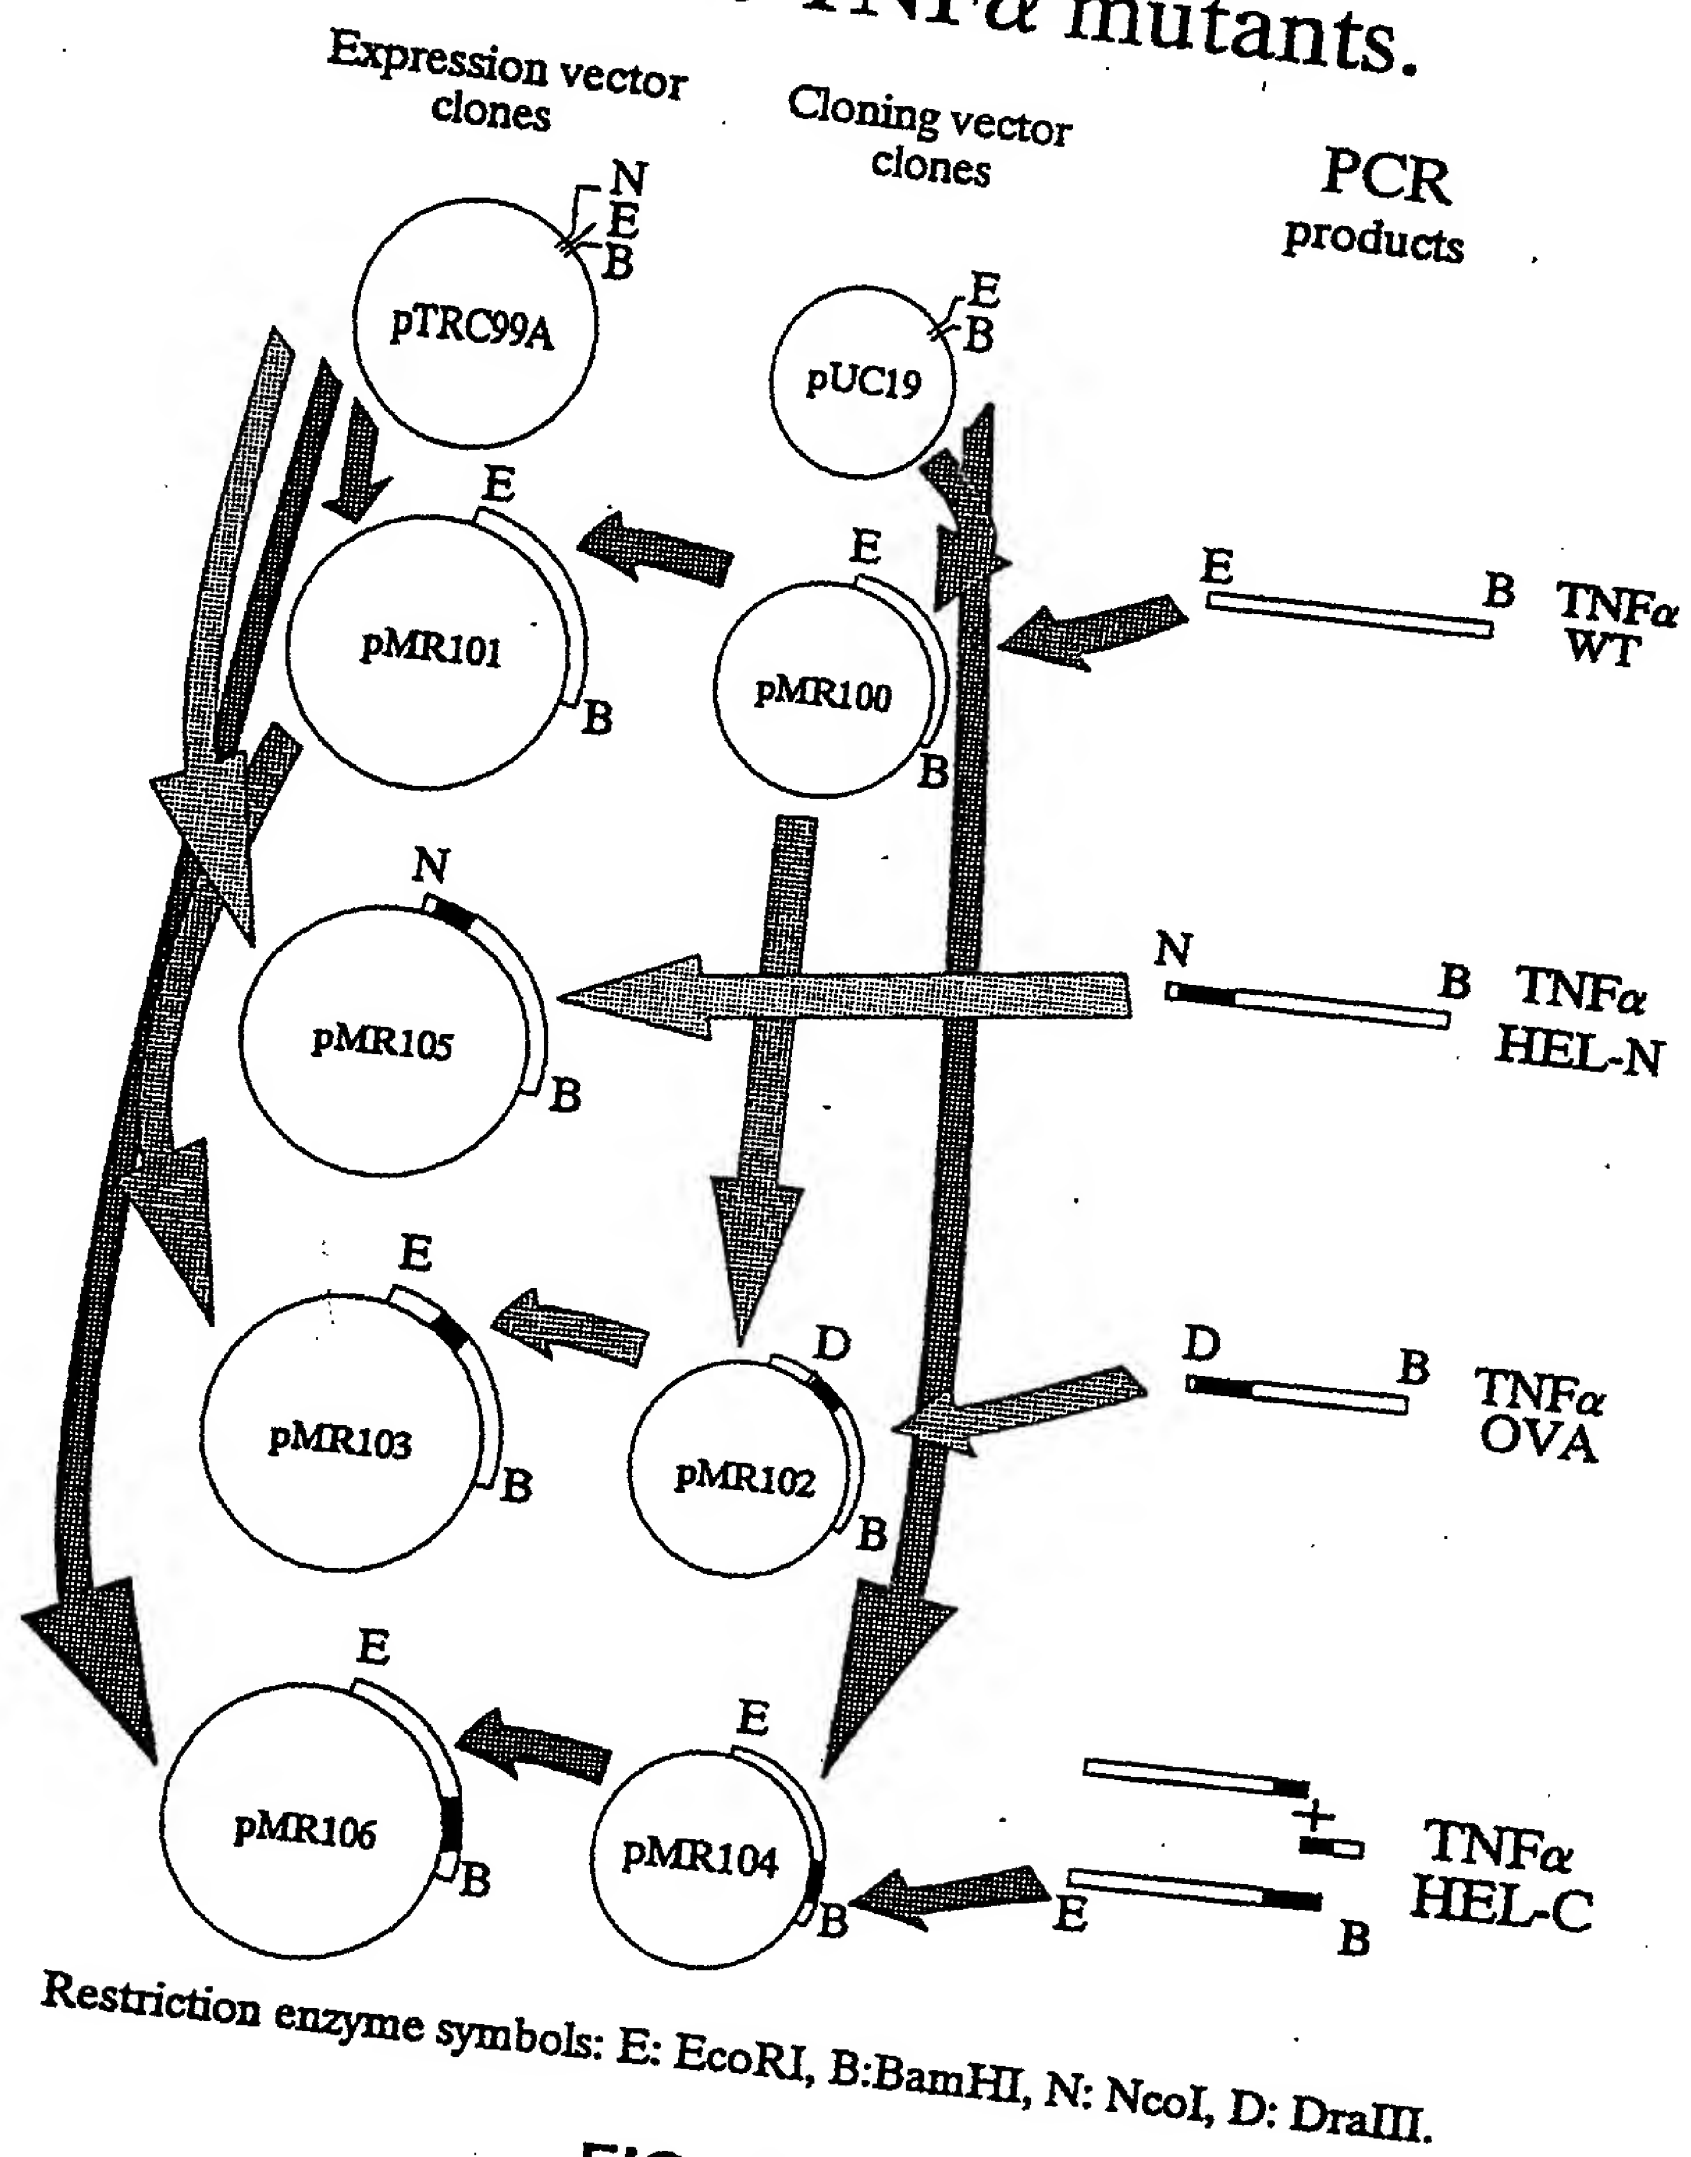 TNFα mutants.
Expression vector
clones
Cloning vector
clones
PCR
products
N
E
B
pTRC99A
E
B
pUC19
E
pMR101
B
E
pMR100
B
E
B
TNFα
WT
N
pMR105
B
N
B
TNFα
HEL-N
E
pMR103
B
D
pMR102
B
D
B
TNFα
OVA
E
pMR106
B
E
pMR104
B
+
E
B
TNFα
HEL-C
Restriction enzyme symbols: E: EcoRI, B:BamHI, N: NcoI, D: DraIII.